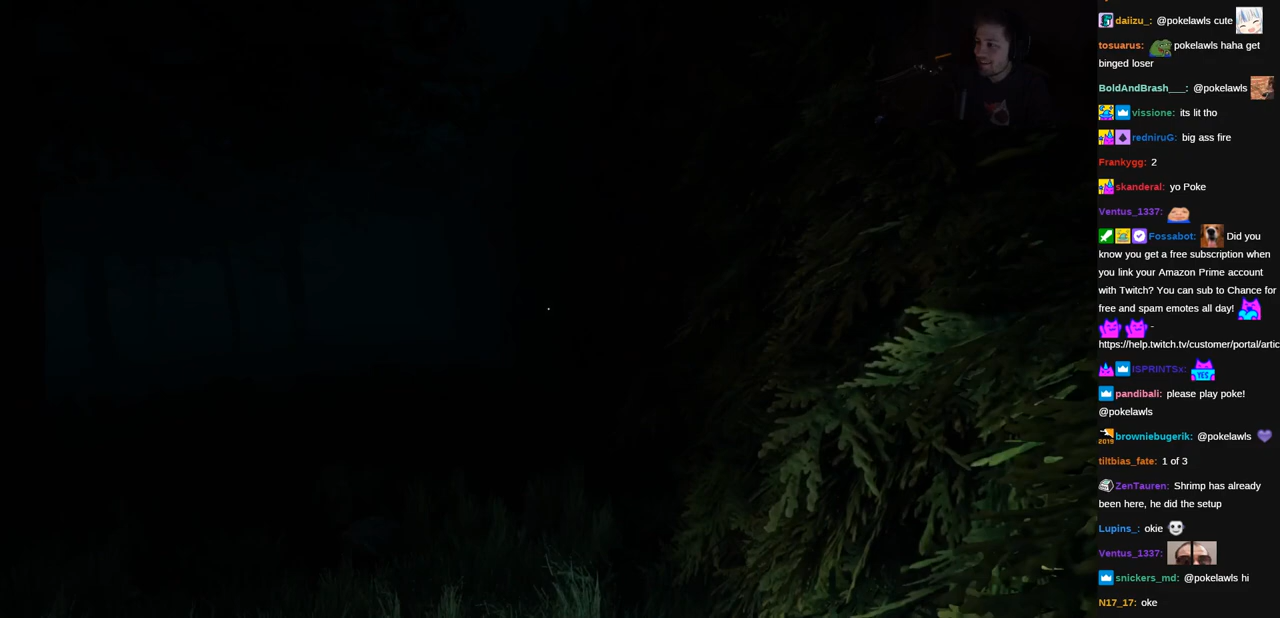 daiizu_: @pokelawls cute
tosuarus: pokelawls haha get
binged loser
BoldAndBrash___: @pokelawls
vissione: its lit tho
redniruG: big ass fire
Frankygg: 2
skanderal: yo Poke
Ventus_1337:
Fossabot: Did you
know you get a free subscription when
you link your Amazon Prime account
with Twitch? You can sub to Chance for
free and spam emotes all day!
-
https://help.twitch.tv/customer/portal/artic
ISPRINTSx: YES
pandibali: please play poke!
@pokelawls
2019 browniebugerik: @pokelawls
tiltbias_fate: 1 of 3
ZenTauren: Shrimp has already
been here, he did the setup
Lupins_: okie
Ventus_1337:
snickers_md: @pokelawls hi
N17_17: oke